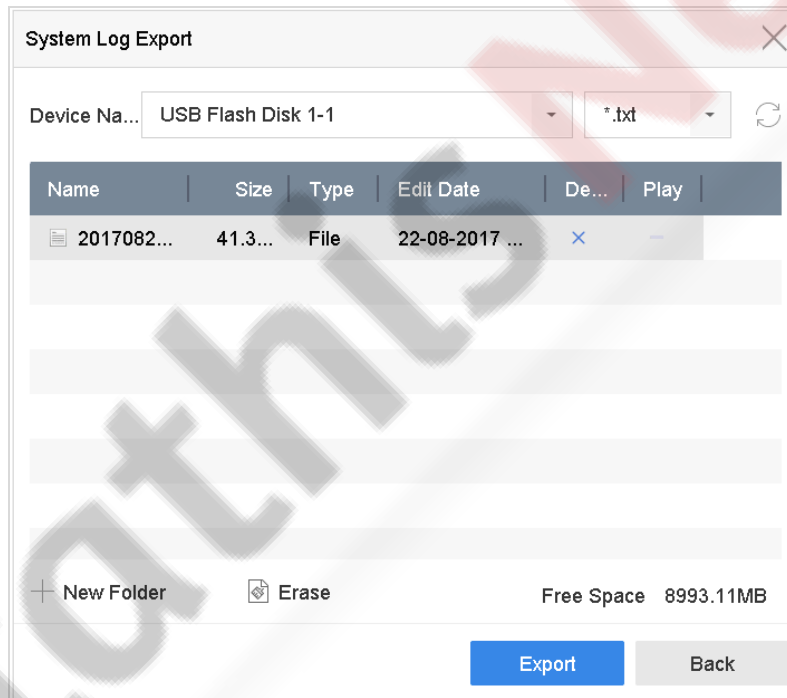 System Log Export
Device Na... USB Flash Disk 1-1 *.txt
Name Size Type Edit Date De... Play
2017082... 41.3... File 22-08-2017 ...
New Folder Erase Free Space 8993.11MB
Export Back